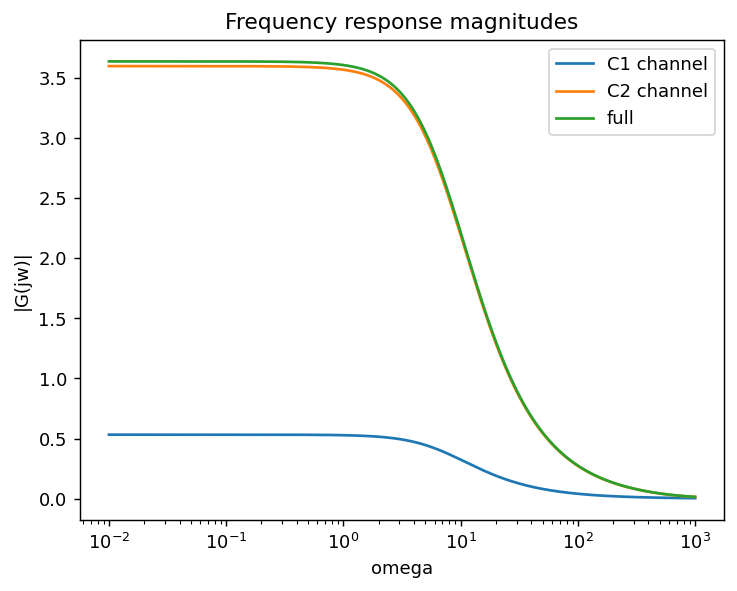 Frequency response magnitudes
|G(jw)|
3.5
3.0
2.5
2.0
1.5
1.0
0.5
0.0
C1 channel
C2 channel
full
10⁻² 10⁻¹ 10⁰ 10¹ 10² 10³
omega